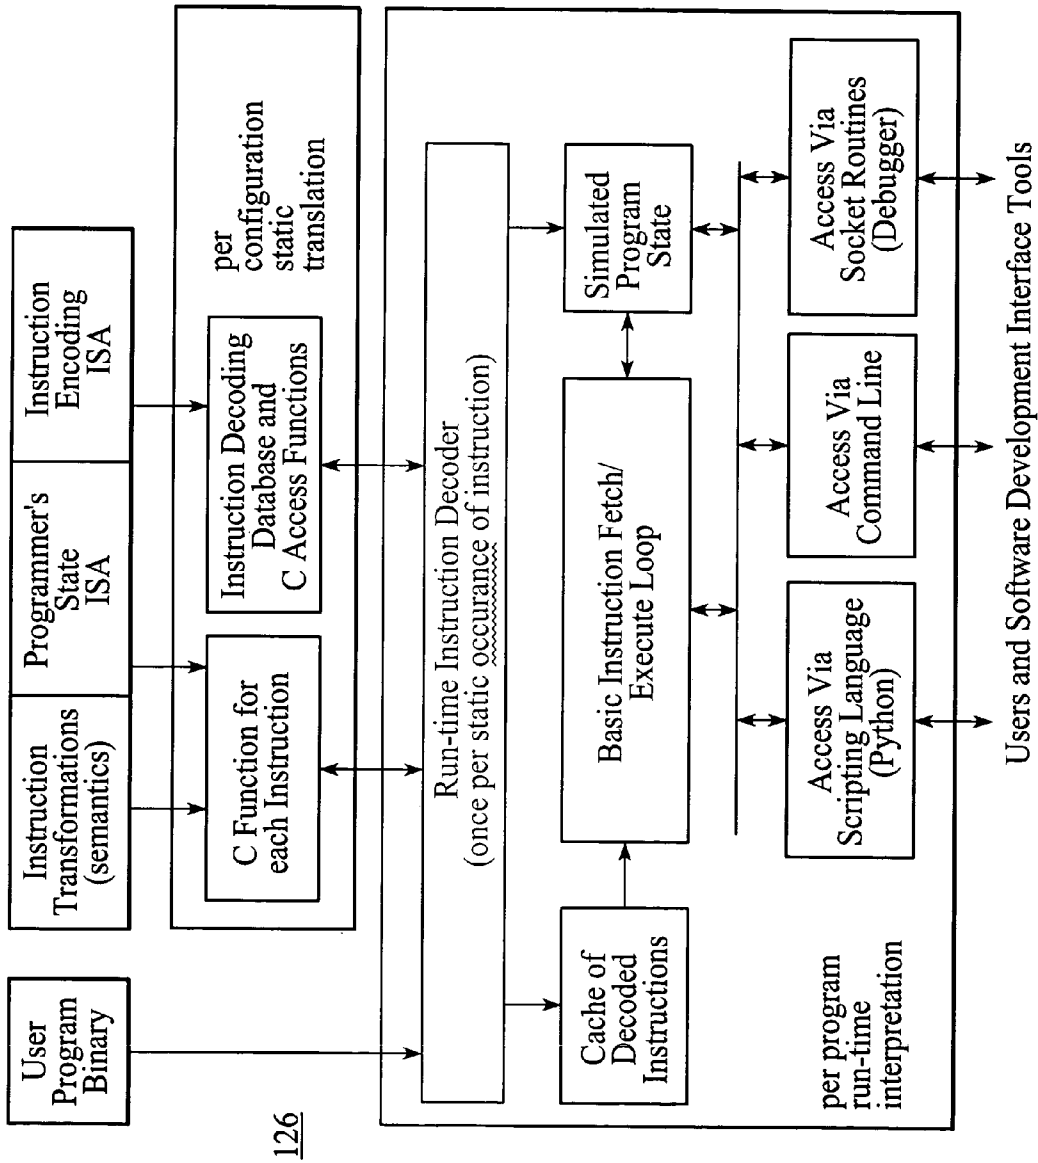 User
Program
Binary
Instruction
Transformations
(semantics)
Programmer's
State
ISA
Instruction
Encoding
ISA
126
C Function for
each Instruction
Instruction Decoding
Database and
C Access Functions
per
configuration
static
translation
Run-time Instruction Decoder
(once per static occurance of instruction)
Cache of
Decoded
Instructions
Basic Instruction Fetch/
Execute Loop
Simulated
Program
State
per program
run-time
interpretation
Access Via
Scripting Language
(Python)
Access Via
Command Line
Access Via
Socket Routines
(Debugger)
Users and Software Development Interface Tools